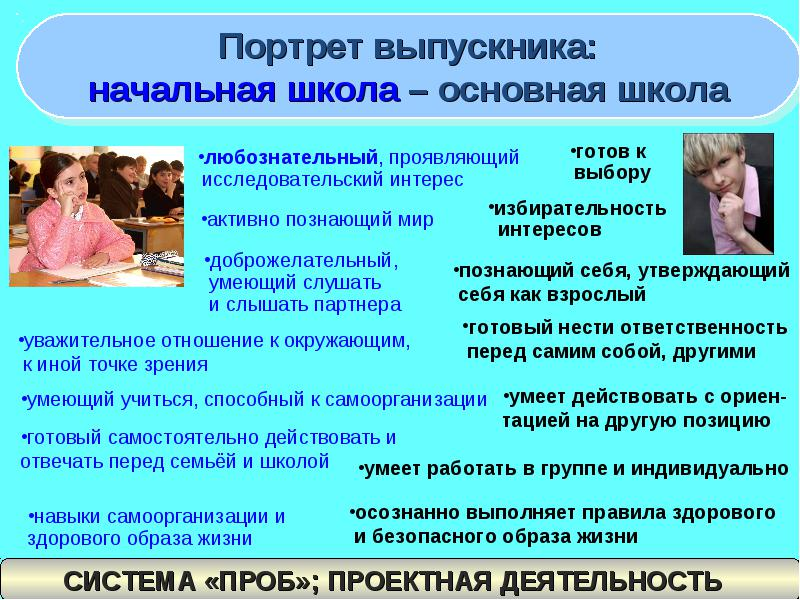 Портрет выпускника:
начальная школа – основная школа
•любознательный, проявляющий
исследовательский интерес
•активно познающий мир
•доброжелательный,
умеющий слушать
и слышать партнера
•уважительное отношение к окружающим,
к иной точке зрения
•умеющий учиться, способный к самоорганизации
•готовый самостоятельно действовать и
отвечать перед семьёй и школой
•навыки самоорганизации и
здорового образа жизни
•готов к
выбору
•избирательность
интересов
•познающий себя, утверждающий
себя как взрослый
•готовый нести ответственность
перед самим собой, другими
•умеет действовать с ориен-
тацией на другую позицию
•умеет работать в группе и индивидуально
•осознанно выполняет правила здорового
и безопасного образа жизни
СИСТЕМА «ПРОБ»; ПРОЕКТНАЯ ДЕЯТЕЛЬНОСТЬ